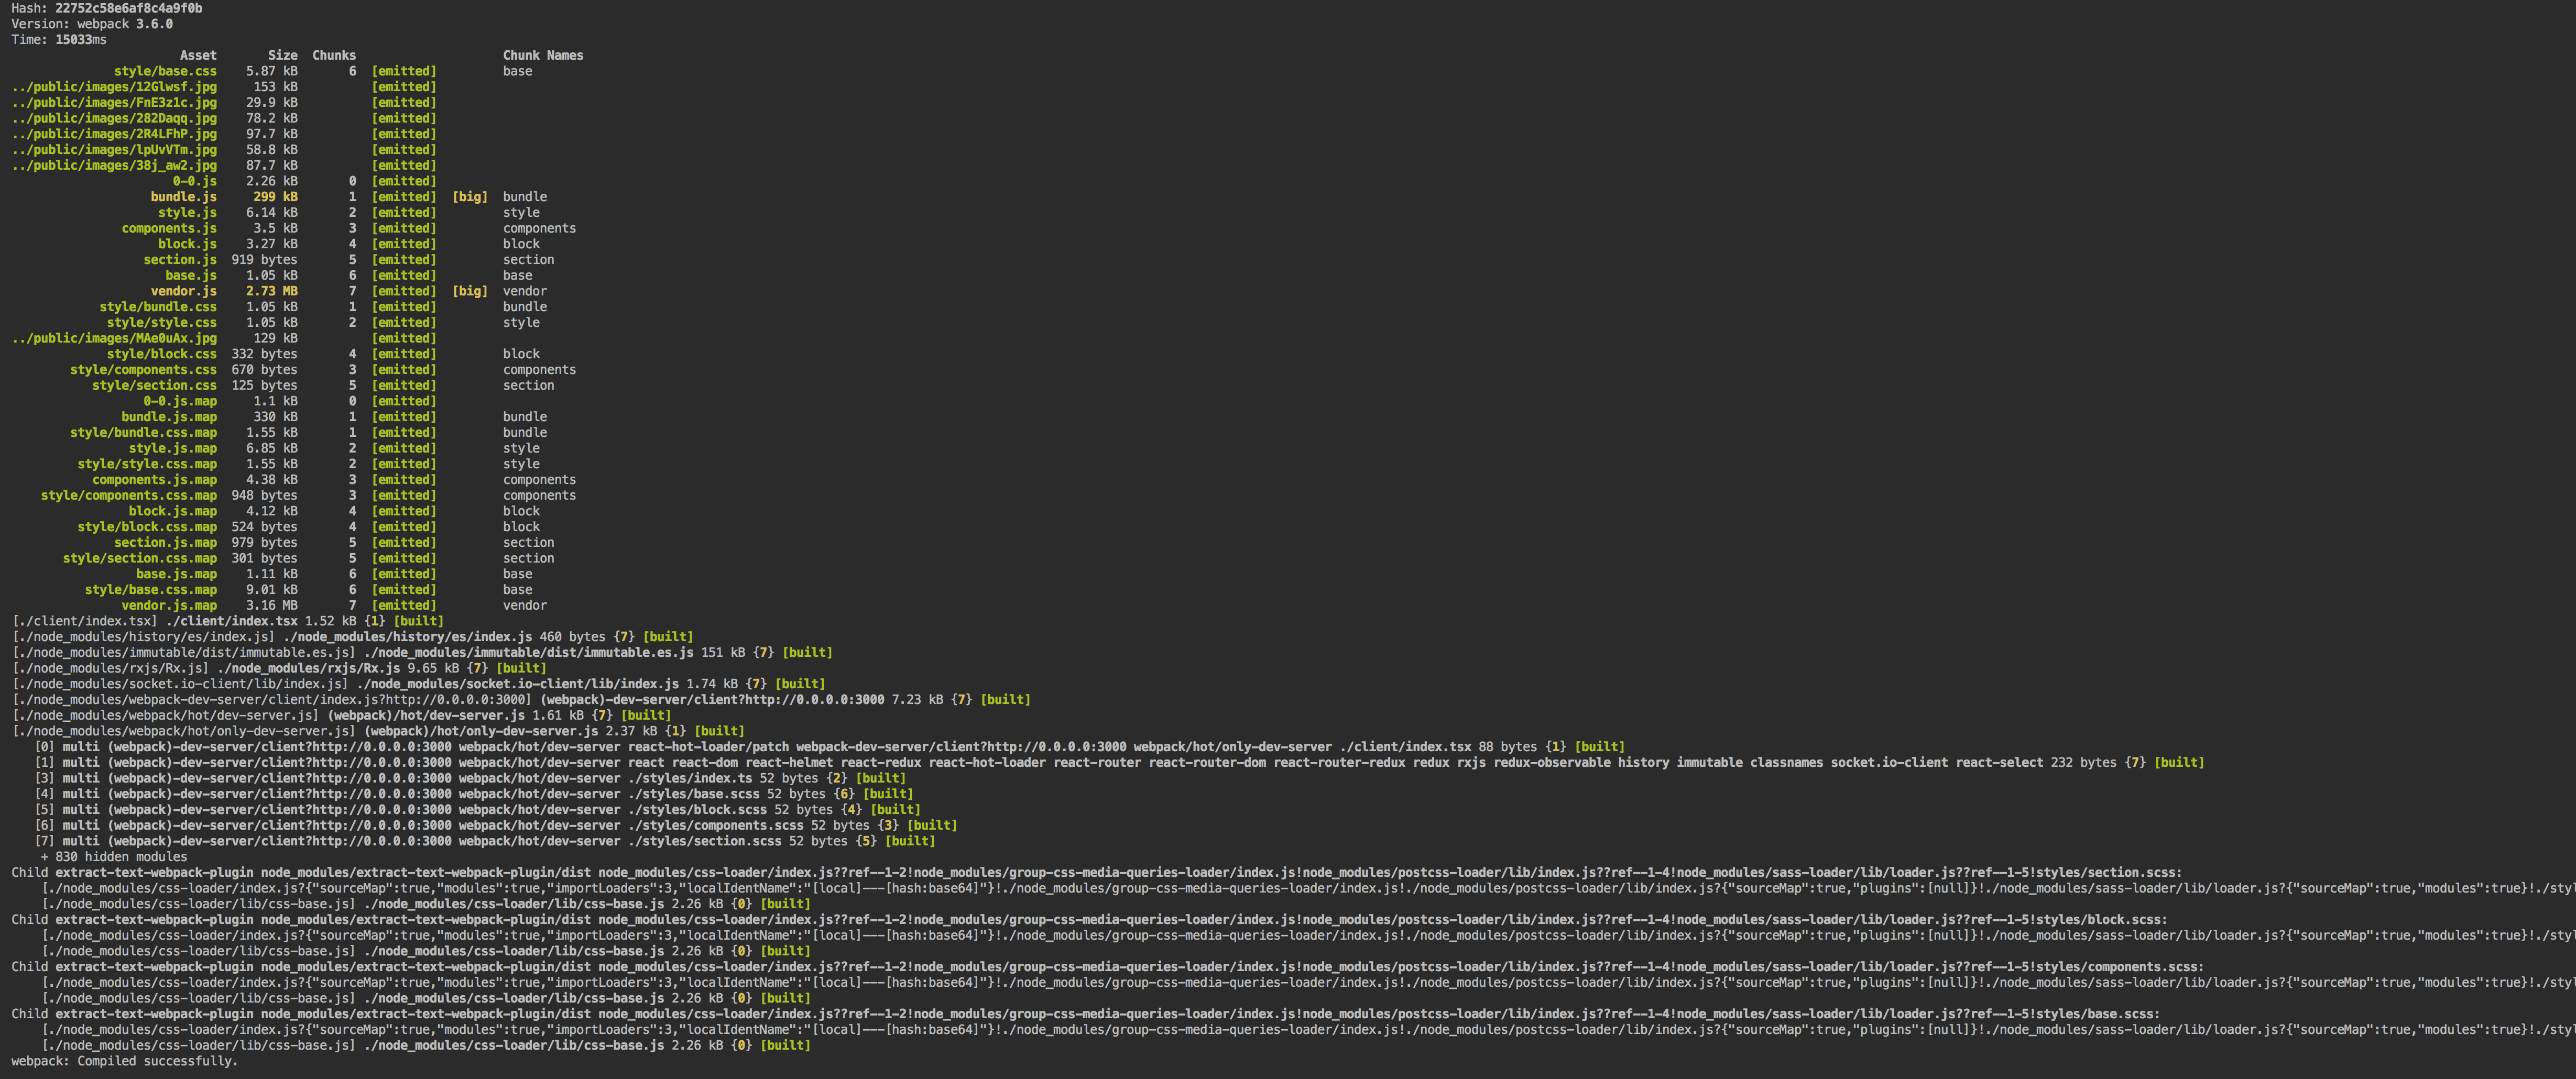 Hash: 22752c58e6af8c4a9f0b
Version: webpack 3.6.0
Time: 15033ms
Asset Size Chunks Chunk Names
style/base.css 5.87 kB 6 [emitted] base
../public/images/12Glwsf.jpg 153 kB [emitted]
../public/images/FnE3z1c.jpg 29.9 kB [emitted]
../public/images/282Daqq.jpg 78.2 kB [emitted]
../public/images/2R4LFhP.jpg 97.7 kB [emitted]
../public/images/lpUvVTm.jpg 58.8 kB [emitted]
../public/images/38j_aw2.jpg 87.7 kB [emitted]
0-0.js 2.26 kB 0 [emitted]
bundle.js 299 kB 1 [emitted] [big] bundle
style.js 6.14 kB 2 [emitted] style
components.js 3.5 kB 3 [emitted] components
block.js 3.27 kB 4 [emitted] block
section.js 919 bytes 5 [emitted] section
base.js 1.05 kB 6 [emitted] base
vendor.js 2.73 MB 7 [emitted] [big] vendor
style/bundle.css 1.05 kB 1 [emitted] bundle
style/style.css 1.05 kB 2 [emitted] style
../public/images/MAe0uAx.jpg 129 kB [emitted]
style/block.css 332 bytes 4 [emitted] block
style/components.css 670 bytes 3 [emitted] components
style/section.css 125 bytes 5 [emitted] section
0-0.js.map 1.1 kB 0 [emitted]
bundle.js.map 330 kB 1 [emitted] bundle
style/bundle.css.map 1.55 kB 1 [emitted] bundle
style.js.map 6.85 kB 2 [emitted] style
style/style.css.map 1.55 kB 2 [emitted] style
components.js.map 4.38 kB 3 [emitted] components
style/components.css.map 948 bytes 3 [emitted] components
block.js.map 4.12 kB 4 [emitted] block
style/block.css.map 524 bytes 4 [emitted] block
section.js.map 979 bytes 5 [emitted] section
style/section.css.map 301 bytes 5 [emitted] section
base.js.map 1.11 kB 6 [emitted] base
style/base.css.map 9.01 kB 6 [emitted] base
vendor.js.map 3.16 MB 7 [emitted] vendor
[./client/index.tsx] ./client/index.tsx 1.52 kB {1} [built]
[./node_modules/history/es/index.js] ./node_modules/history/es/index.js 460 bytes {7} [built]
[./node_modules/immutable/dist/immutable.es.js] ./node_modules/immutable/dist/immutable.es.js 151 kB {7} [built]
[./node_modules/rxjs/Rx.js] ./node_modules/rxjs/Rx.js 9.65 kB {7} [built]
[./node_modules/socket.io-client/lib/index.js] ./node_modules/socket.io-client/lib/index.js 1.74 kB {7} [built]
[./node_modules/webpack-dev-server/client/index.js?http://0.0.0.0:3000] (webpack)-dev-server/client?http://0.0.0.0:3000 7.23 kB {7} [built]
[./node_modules/webpack/hot/dev-server.js] (webpack)/hot/dev-server.js 1.61 kB {7} [built]
[./node_modules/webpack/hot/only-dev-server.js] (webpack)/hot/only-dev-server.js 2.37 kB {1} [built]
[0] multi (webpack)-dev-server/client?http://0.0.0.0:3000 webpack/hot/dev-server react-hot-loader/patch webpack-dev-server/client?http://0.0.0.0:3000 webpack/hot/only-dev-server ./client/index.tsx 88 bytes {1} [built]
[1] multi (webpack)-dev-server/client?http://0.0.0.0:3000 webpack/hot/dev-server react react-dom react-helmet react-redux react-hot-loader react-router react-router-dom react-router-redux redux rxjs redux-observable history immutable classnames socket.io-client react-select 232 bytes {7} [built]
[3] multi (webpack)-dev-server/client?http://0.0.0.0:3000 webpack/hot/dev-server ./styles/index.ts 52 bytes {2} [built]
[4] multi (webpack)-dev-server/client?http://0.0.0.0:3000 webpack/hot/dev-server ./styles/base.scss 52 bytes {6} [built]
[5] multi (webpack)-dev-server/client?http://0.0.0.0:3000 webpack/hot/dev-server ./styles/block.scss 52 bytes {4} [built]
[6] multi (webpack)-dev-server/client?http://0.0.0.0:3000 webpack/hot/dev-server ./styles/components.scss 52 bytes {3} [built]
[7] multi (webpack)-dev-server/client?http://0.0.0.0:3000 webpack/hot/dev-server ./styles/section.scss 52 bytes {5} [built]
+ 830 hidden modules
Child extract-text-webpack-plugin node_modules/extract-text-webpack-plugin/dist node_modules/css-loader/index.js??ref--1-2!node_modules/group-css-media-queries-loader/index.js!node_modules/postcss-loader/lib/index.js??ref--1-4!node_modules/sass-loader/lib/loader.js??ref--1-5!styles/section.scss:
[./node_modules/css-loader/index.js?{"sourceMap":true,"modules":true,"importLoaders":3,"localIdentName":"[local]---[hash:base64]"}!./node_modules/group-css-media-queries-loader/index.js!./node_modules/postcss-loader/lib/index.js?{"sourceMap":true,"plugins":[null]}!./node_modules/sass-loader/lib/loader.js?{"sourceMap":true,"modules":true}!./styl
[./node_modules/css-loader/lib/css-base.js] ./node_modules/css-loader/lib/css-base.js 2.26 kB {0} [built]
Child extract-text-webpack-plugin node_modules/extract-text-webpack-plugin/dist node_modules/css-loader/index.js??ref--1-2!node_modules/group-css-media-queries-loader/index.js!node_modules/postcss-loader/lib/index.js??ref--1-4!node_modules/sass-loader/lib/loader.js??ref--1-5!styles/block.scss:
[./node_modules/css-loader/index.js?{"sourceMap":true,"modules":true,"importLoaders":3,"localIdentName":"[local]---[hash:base64]"}!./node_modules/group-css-media-queries-loader/index.js!./node_modules/postcss-loader/lib/index.js?{"sourceMap":true,"plugins":[null]}!./node_modules/sass-loader/lib/loader.js?{"sourceMap":true,"modules":true}!./styl
[./node_modules/css-loader/lib/css-base.js] ./node_modules/css-loader/lib/css-base.js 2.26 kB {0} [built]
Child extract-text-webpack-plugin node_modules/extract-text-webpack-plugin/dist node_modules/css-loader/index.js??ref--1-2!node_modules/group-css-media-queries-loader/index.js!node_modules/postcss-loader/lib/index.js??ref--1-4!node_modules/sass-loader/lib/loader.js??ref--1-5!styles/components.scss:
[./node_modules/css-loader/index.js?{"sourceMap":true,"modules":true,"importLoaders":3,"localIdentName":"[local]---[hash:base64]"}!./node_modules/group-css-media-queries-loader/index.js!./node_modules/postcss-loader/lib/index.js?{"sourceMap":true,"plugins":[null]}!./node_modules/sass-loader/lib/loader.js?{"sourceMap":true,"modules":true}!./styl
[./node_modules/css-loader/lib/css-base.js] ./node_modules/css-loader/lib/css-base.js 2.26 kB {0} [built]
Child extract-text-webpack-plugin node_modules/extract-text-webpack-plugin/dist node_modules/css-loader/index.js??ref--1-2!node_modules/group-css-media-queries-loader/index.js!node_modules/postcss-loader/lib/index.js??ref--1-4!node_modules/sass-loader/lib/loader.js??ref--1-5!styles/base.scss:
[./node_modules/css-loader/index.js?{"sourceMap":true,"modules":true,"importLoaders":3,"localIdentName":"[local]---[hash:base64]"}!./node_modules/group-css-media-queries-loader/index.js!./node_modules/postcss-loader/lib/index.js?{"sourceMap":true,"plugins":[null]}!./node_modules/sass-loader/lib/loader.js?{"sourceMap":true,"modules":true}!./styl
[./node_modules/css-loader/lib/css-base.js] ./node_modules/css-loader/lib/css-base.js 2.26 kB {0} [built]
webpack: Compiled successfully.